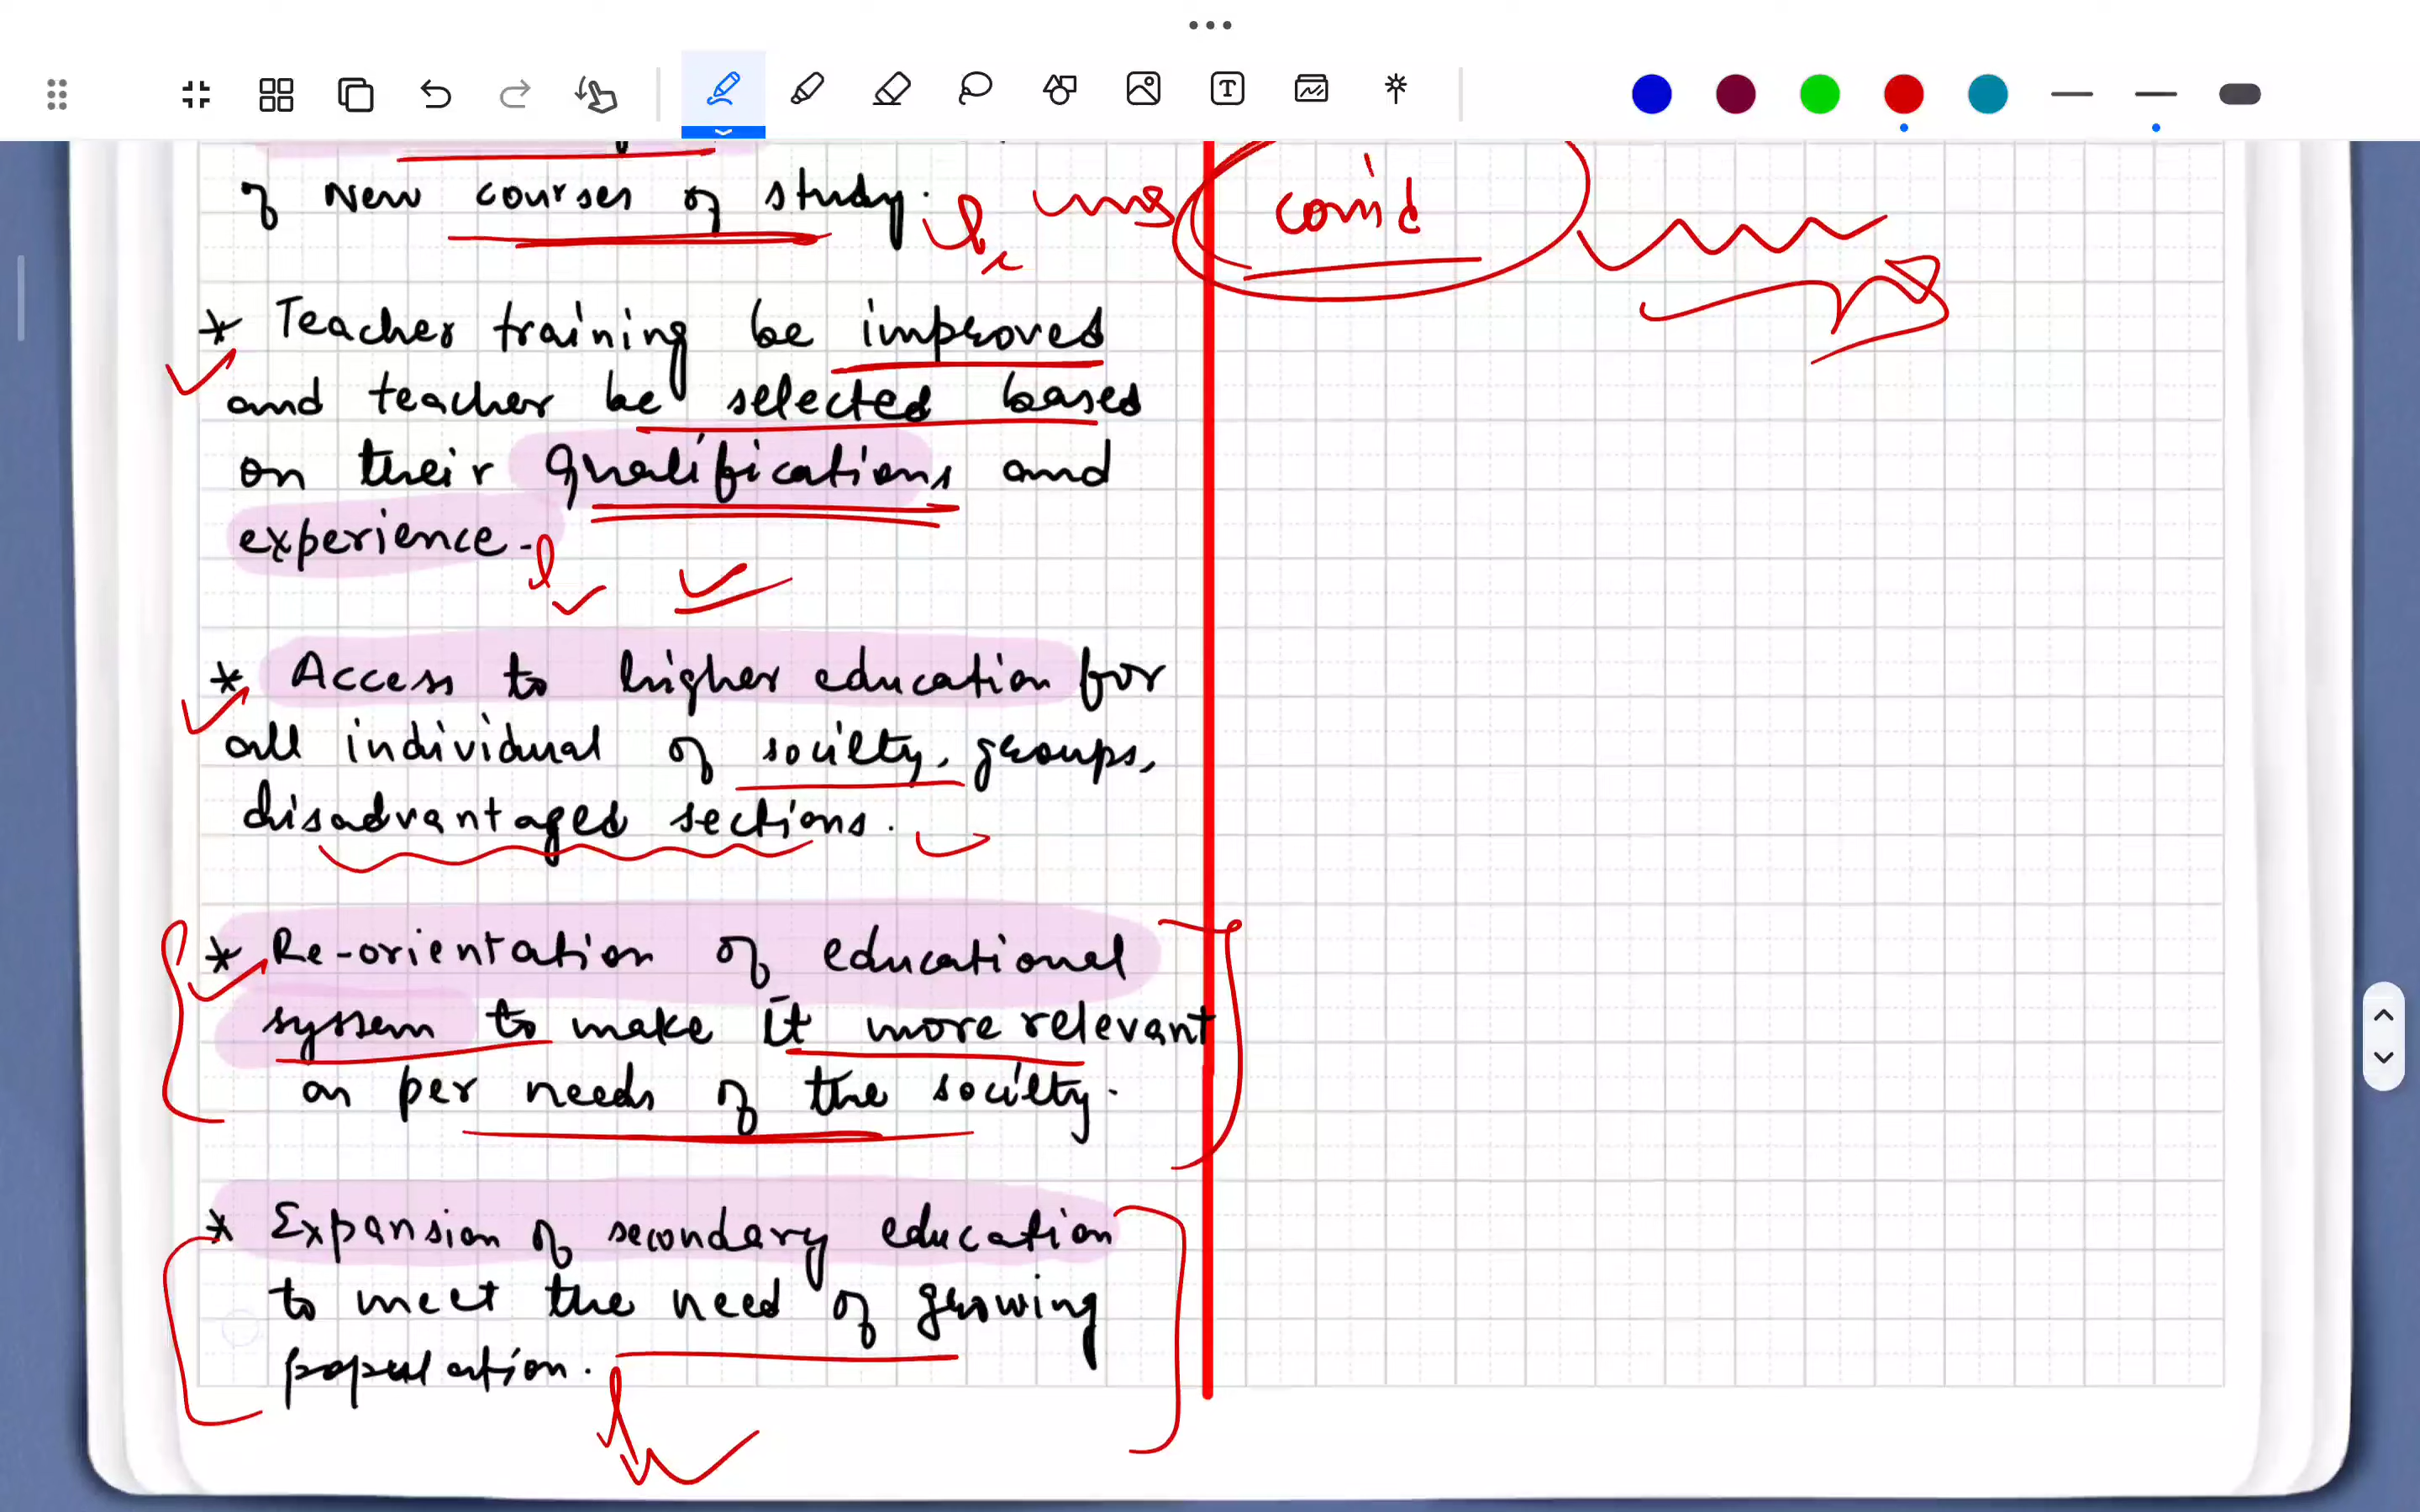 of New courses of study.
covid
* Teacher training be improved
and teacher be selected based
on their qualifications and
experience.
* Access to higher education for
all individual of society, groups,
disadvantaged sections.
* Re-orientation of educational
system to make it more relevant
as per needs of the society.
* Expansion of secondary education
to meet the need of growing
population.